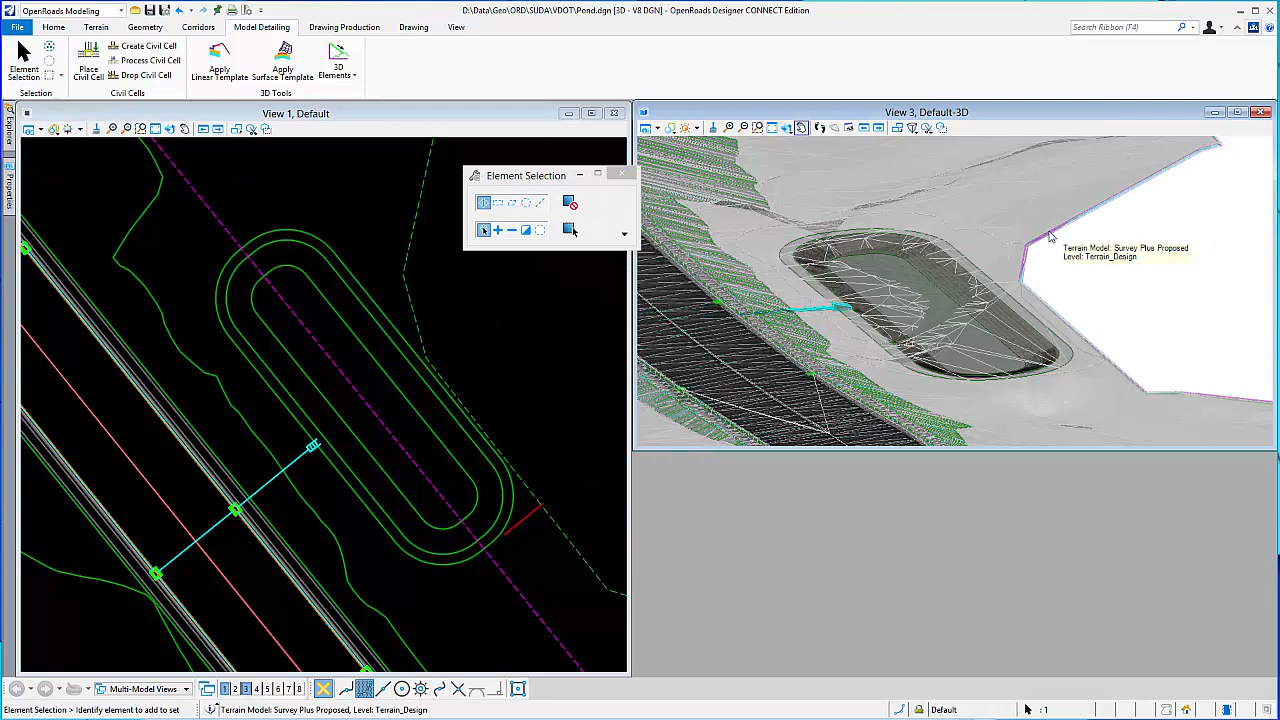 OpenRoads Modeling
D:\Data\Geo\ORD\SUDA\VDOT\Pond.dgn [3D - V8 DGN] - OpenRoads Designer CONNECT Edition
File Home Terrain Geometry Corridors Model Detailing Drawing Production Drawing View
Search Ribbon (F4)
Element
Selection
Selection
Place
Civil Cell
Create Civil Cell
Process Civil Cell
Drop Civil Cell
Civil Cells
Apply
Linear Template
Apply
Surface Template
3D
Elements
3D Tools
Explorer
Properties
View 1, Default
View 3, Default-3D
Element Selection
Terrain Model: Survey Plus Proposed
Level: Terrain_Design
Multi-Model Views
1 2 3 4 5 6 7 8
Element Selection > Identify element to add to set
Terrain Model: Survey Plus Proposed, Level: Terrain_Design
Default
: 1